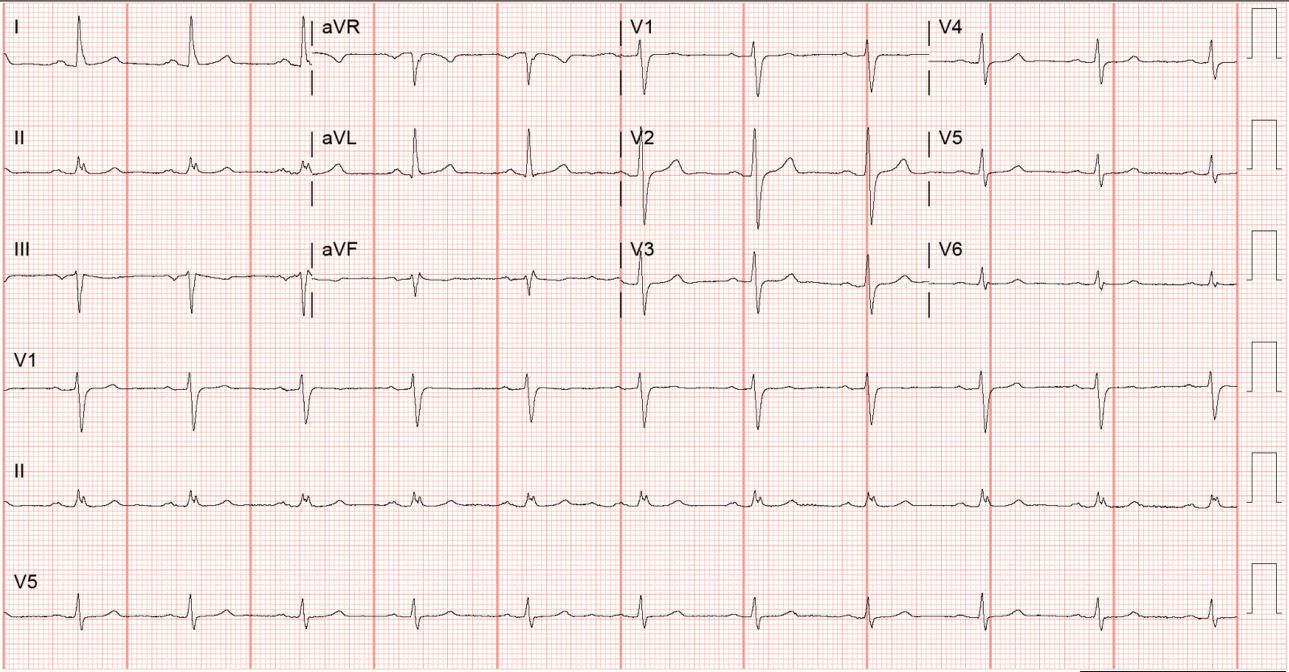 I aVR V1 V4
II aVL V2 V5
III aVF V3 V6
V1
II
V5